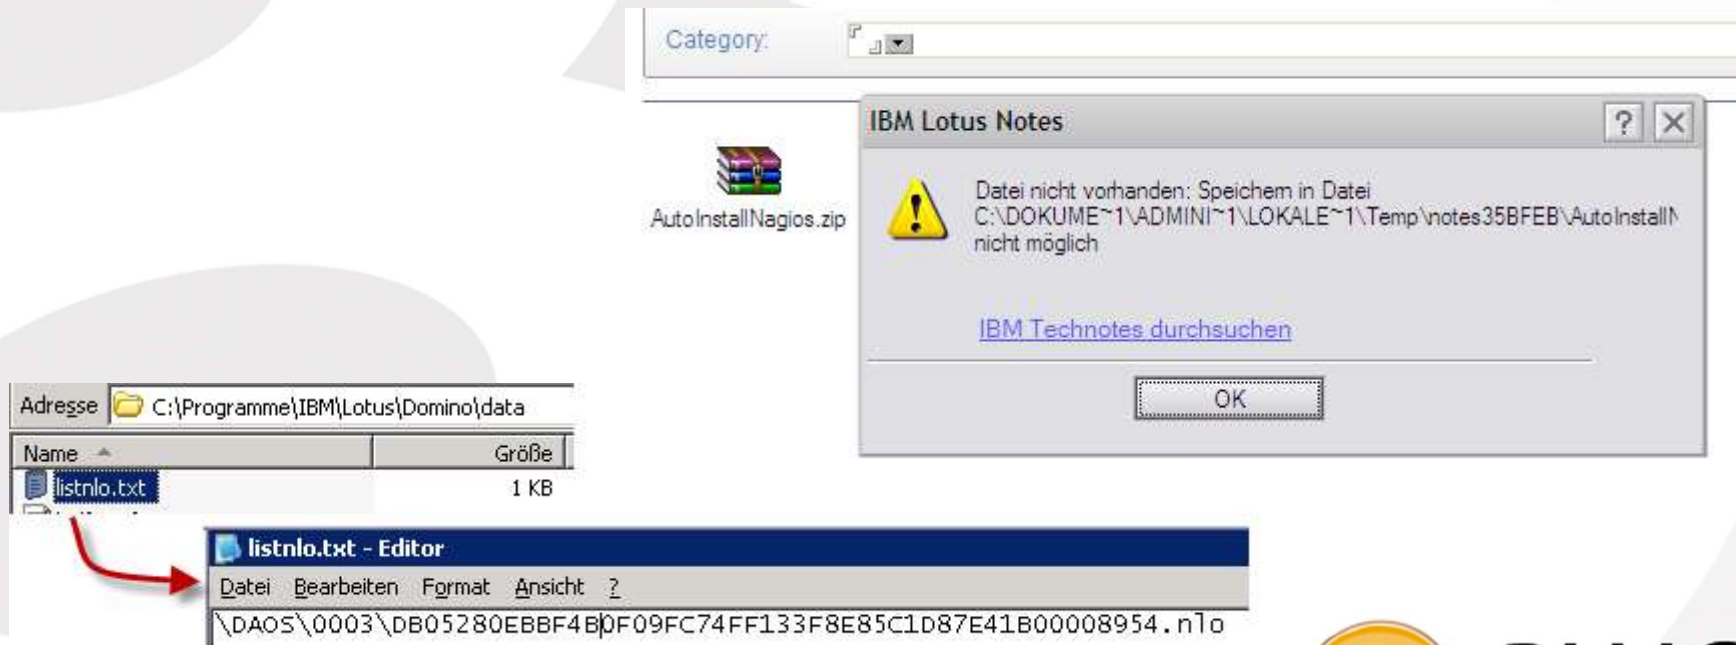 Category:
IBM Lotus Notes
? X
AutoInstallNagios.zip
Datei nicht vorhanden: Speichern in Datei
C:\DOKUME~1\ADMINI~1\LOKALE~1\Temp\notes35BFEB\AutoInstallN
nicht möglich
IBM Technotes durchsuchen
OK
Adresse C:\Programme\IBM\Lotus\Domino\data
Name Größe
listnlo.txt 1 KB
listnlo.txt - Editor
Datei Bearbeiten Format Ansicht ?
\DAOS\0003\DB05280EBBF4B0F09FC74FF133F8E85C1D87E41B00008954.nlo